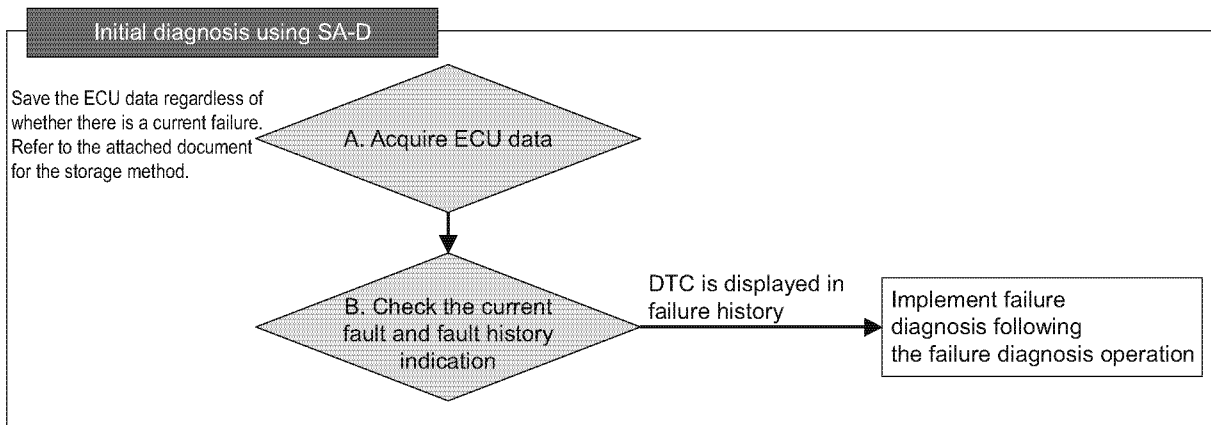 Initial diagnosis using SA-D
Save the ECU data regardless of
whether there is a current failure.
Refer to the attached document
for the storage method.
A. Acquire ECU data
B. Check the current
fault and fault history
indication
DTC is displayed in
failure history
Implement failure
diagnosis following
the failure diagnosis operation